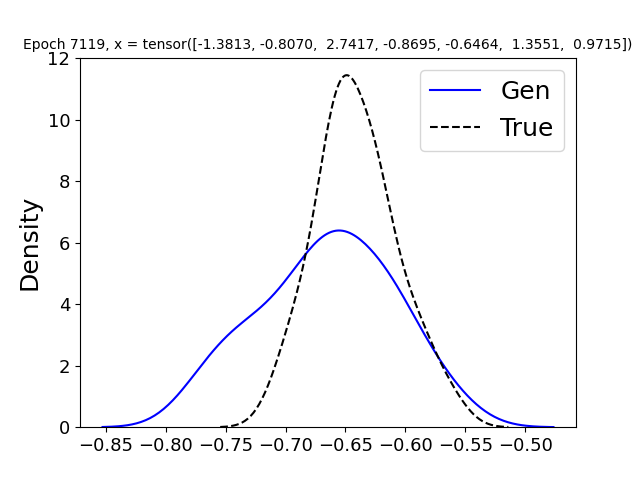 Epoch 7119, x = tensor([-1.3813, -0.8070,  2.7417, -0.8695, -0.6464,  1.3551,  0.9715])
12
10
8
6
4
2
0
Density
Gen
True
−0.85 −0.80 −0.75 −0.70 −0.65 −0.60 −0.55 −0.50